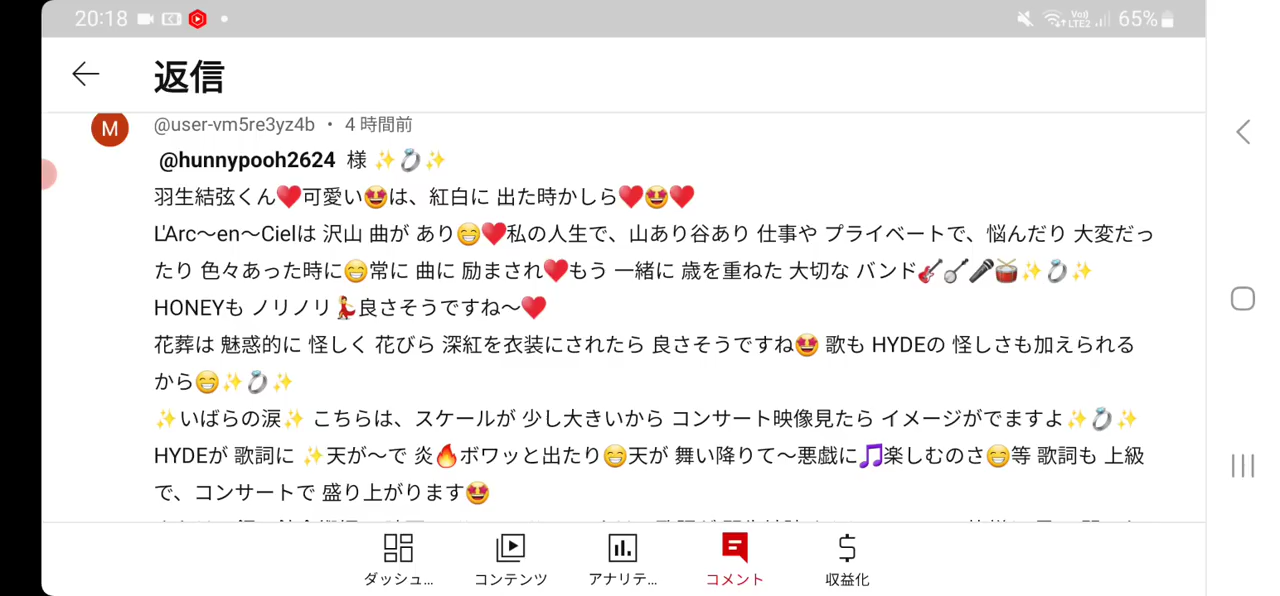 20:18
Vo)) LTE2 65%
返信
M @user-vm5re3yz4b ・ 4 時間前
@hunnypooh2624 様 ✨💍✨
羽生結弦くん♥️可愛い🤩は、紅白に 出た時かしら♥️🤩♥️
L'Arc〜en〜Cielは 沢山 曲が あり😁♥️私の人生で、山あり谷あり 仕事や プライベートで、悩んだり 大変だっ
たり 色々あった時に😁常に 曲に 励まされ♥️もう 一緒に 歳を重ねた 大切な バンド🎸🪕🎤🥁✨💍✨
HONEYも ノリノリ💃良さそうですね〜♥️
花葬は 魅惑的に 怪しく 花びら 深紅を衣装にされたら 良さそうですね🤩 歌も HYDEの 怪しさも加えられる
から😁✨💍✨
✨いばらの涙✨ こちらは、スケールが 少し大きいから コンサート映像見たら イメージがでますよ✨💍✨
HYDEが 歌詞に ✨天が〜で 炎🔥ボワッと出たり😁天が 舞い降りて〜悪戯に🎵楽しむのさ😁等 歌詞も 上級
で、コンサートで 盛り上がります🤩
ダッシュ... コンテンツ アナリテ... コメント 収益化